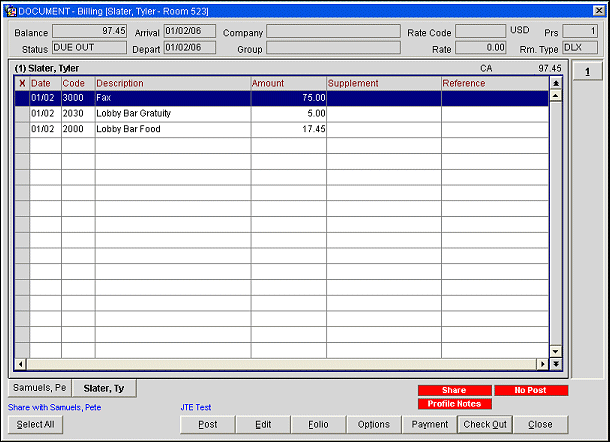 DOCUMENT - Billing [Slater, Tyler - Room 523]
Balance 97.45 Arrival 01/02/06 Company Rate Code USD Prs 1
Status DUE OUT Depart 01/02/06 Group Rate 0.00 Rm. Type DLX
(1) Slater, Tyler CA 97.45
1
X Date Code Description Amount Supplement Reference
01/02 3000 Fax 75.00
01/02 2030 Lobby Bar Gratuity 5.00
01/02 2000 Lobby Bar Food 17.45
Samuels, Pe Slater, Ty
Share No Post
Profile Notes
Share with Samuels, Pete JTE Test
Select All Post Edit Folio Options Payment Check Out Close